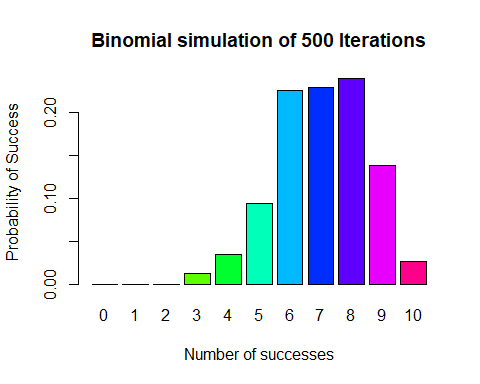 Binomial simulation of 500 Iterations
Probability of Success
0.20
0.10
0.00
0 1 2 3 4 5 6 7 8 9 10
Number of successes